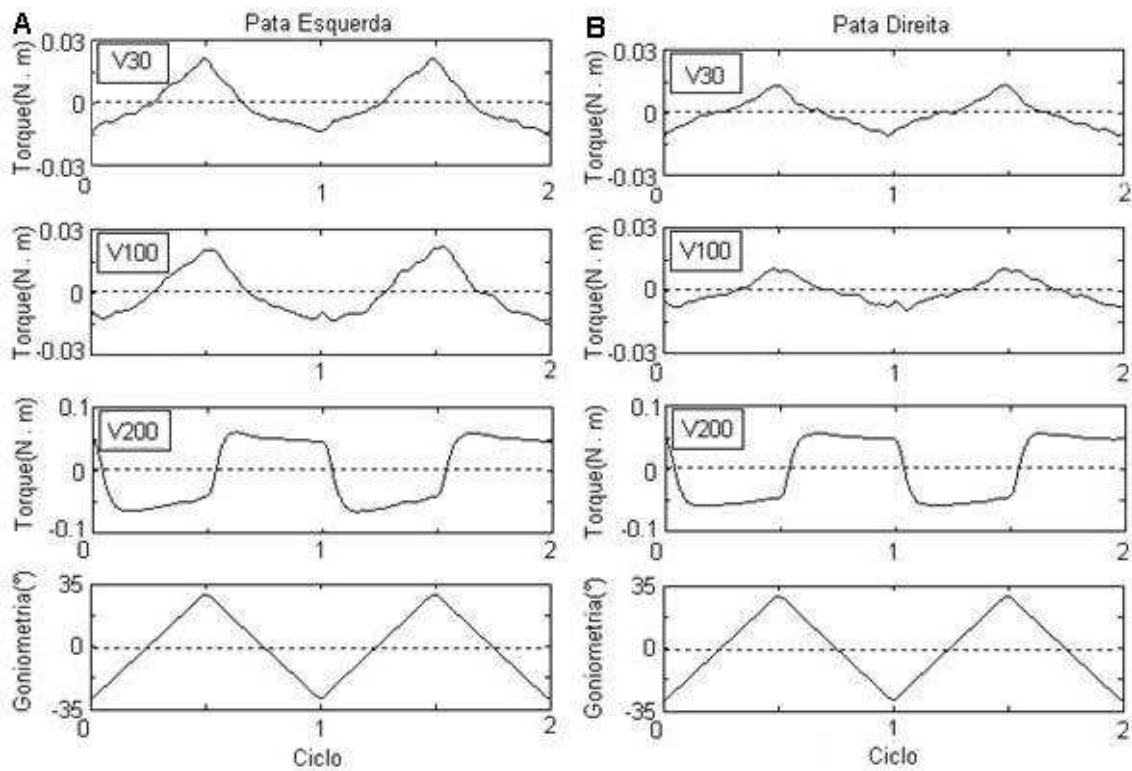 A
Pata Esquerda
Torque(N . m)
0.03
0
-0.03
V30
0
1
2
Torque(N . m)
0.03
0
-0.03
V100
0
1
2
Torque(N . m)
0.1
0
-0.1
V200
0
1
2
Goniometria(°)
35
0
-35
0
1
2
Ciclo
B
Pata Direita
Torque(N . m)
0.03
0
-0.03
V30
0
1
2
Torque(N . m)
0.03
0
-0.03
V100
0
1
2
Torque(N . m)
0.1
0
-0.1
V200
0
1
2
Goniometria(°)
35
0
-35
0
1
2
Ciclo